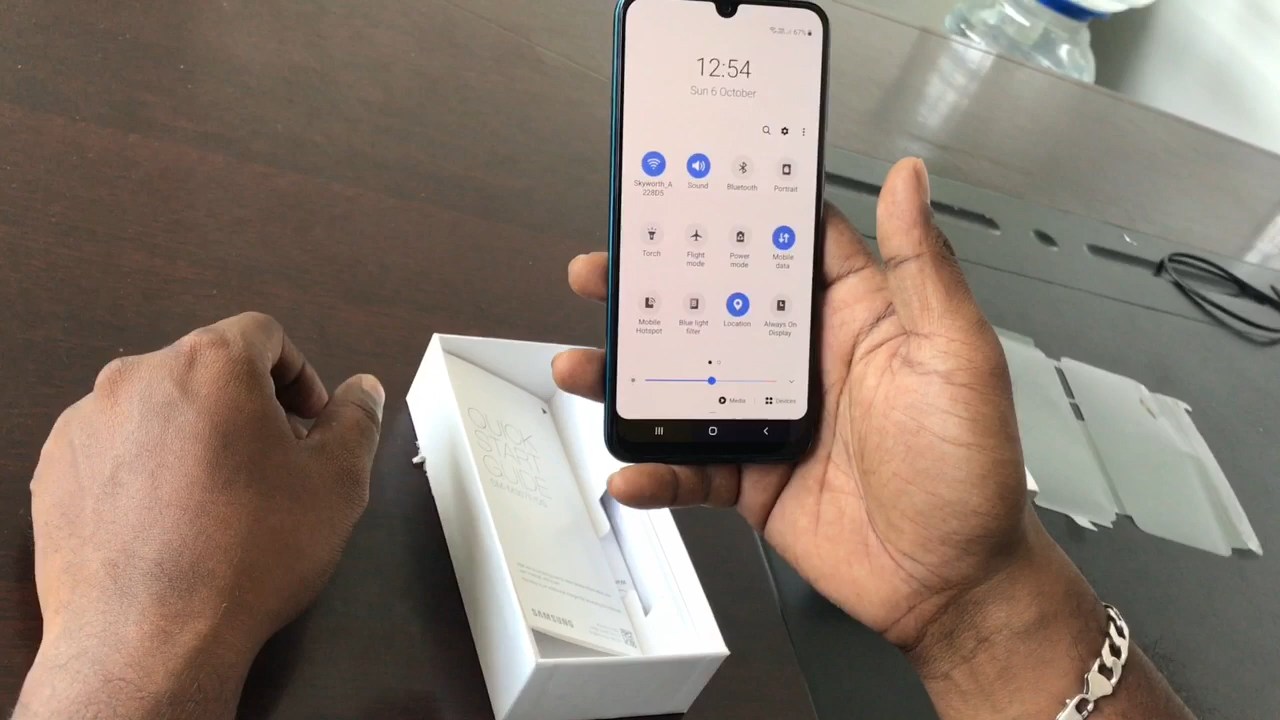 67%
12:54
Sun 6 October
Skyworth_A
228D5
Sound
Bluetooth
Portrait
Torch
Flight
mode
Power
mode
Mobile
data
Mobile
Hotspot
Blue light
filter
Location
Always On
Display
Media
Devices
QUICK
START
GUIDE
SAMSUNG